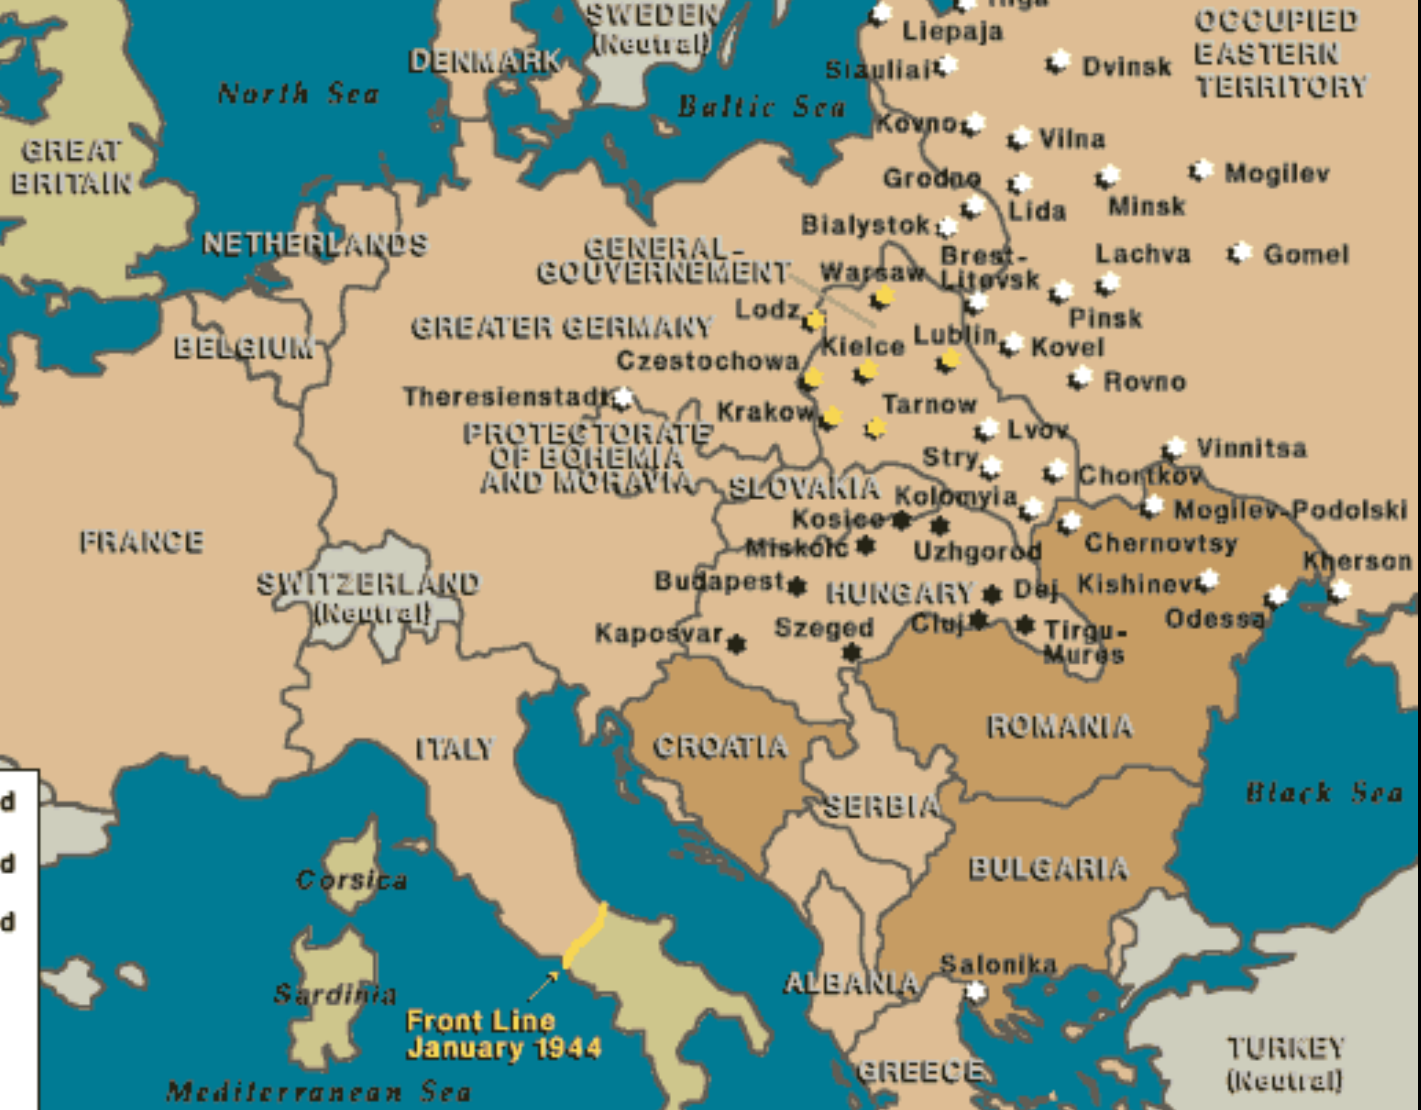 SWEDEN
(Neutral)
DENMARK
Liepaja
OCCUPIED
EASTERN
TERRITORY
Siauliai
Dvinsk
North Sea
Baltic Sea
Kovno
Vilna
GREAT
BRITAIN
Grodno
Lida
Minsk
Mogilev
Bialystok
NETHERLANDS
GENERAL-
GOUVERNEMENT
Warsaw
Brest-
Litovsk
Lachva
Gomel
Lodz
Pinsk
GREATER GERMANY
BELGIUM
Kielce
Lublin
Kovel
Czestochowa
Rovno
Theresienstadt
Krakow
Tarnow
PROTECTORATE
OF BOHEMIA
AND MORAVIA
Lvov
Vinnitsa
Stry
Chortkov
SLOVAKIA
Kolomyia
Mogilev-Podolski
Kosice
Miskolc
Uzhgorod
Chernovtsy
FRANCE
Kherson
SWITZERLAND
(Neutral)
Budapest
HUNGARY
Dej
Kishinev
Odessa
Kaposvar
Szeged
Cluj
Tirgu-
Mures
ITALY
CROATIA
ROMANIA
SERBIA
Black Sea
d
d
d
BULGARIA
Corsica
Sardinia
ALBANIA
Salonika
Front Line
January 1944
GREECE
TURKEY
(Neutral)
Mediterranean Sea